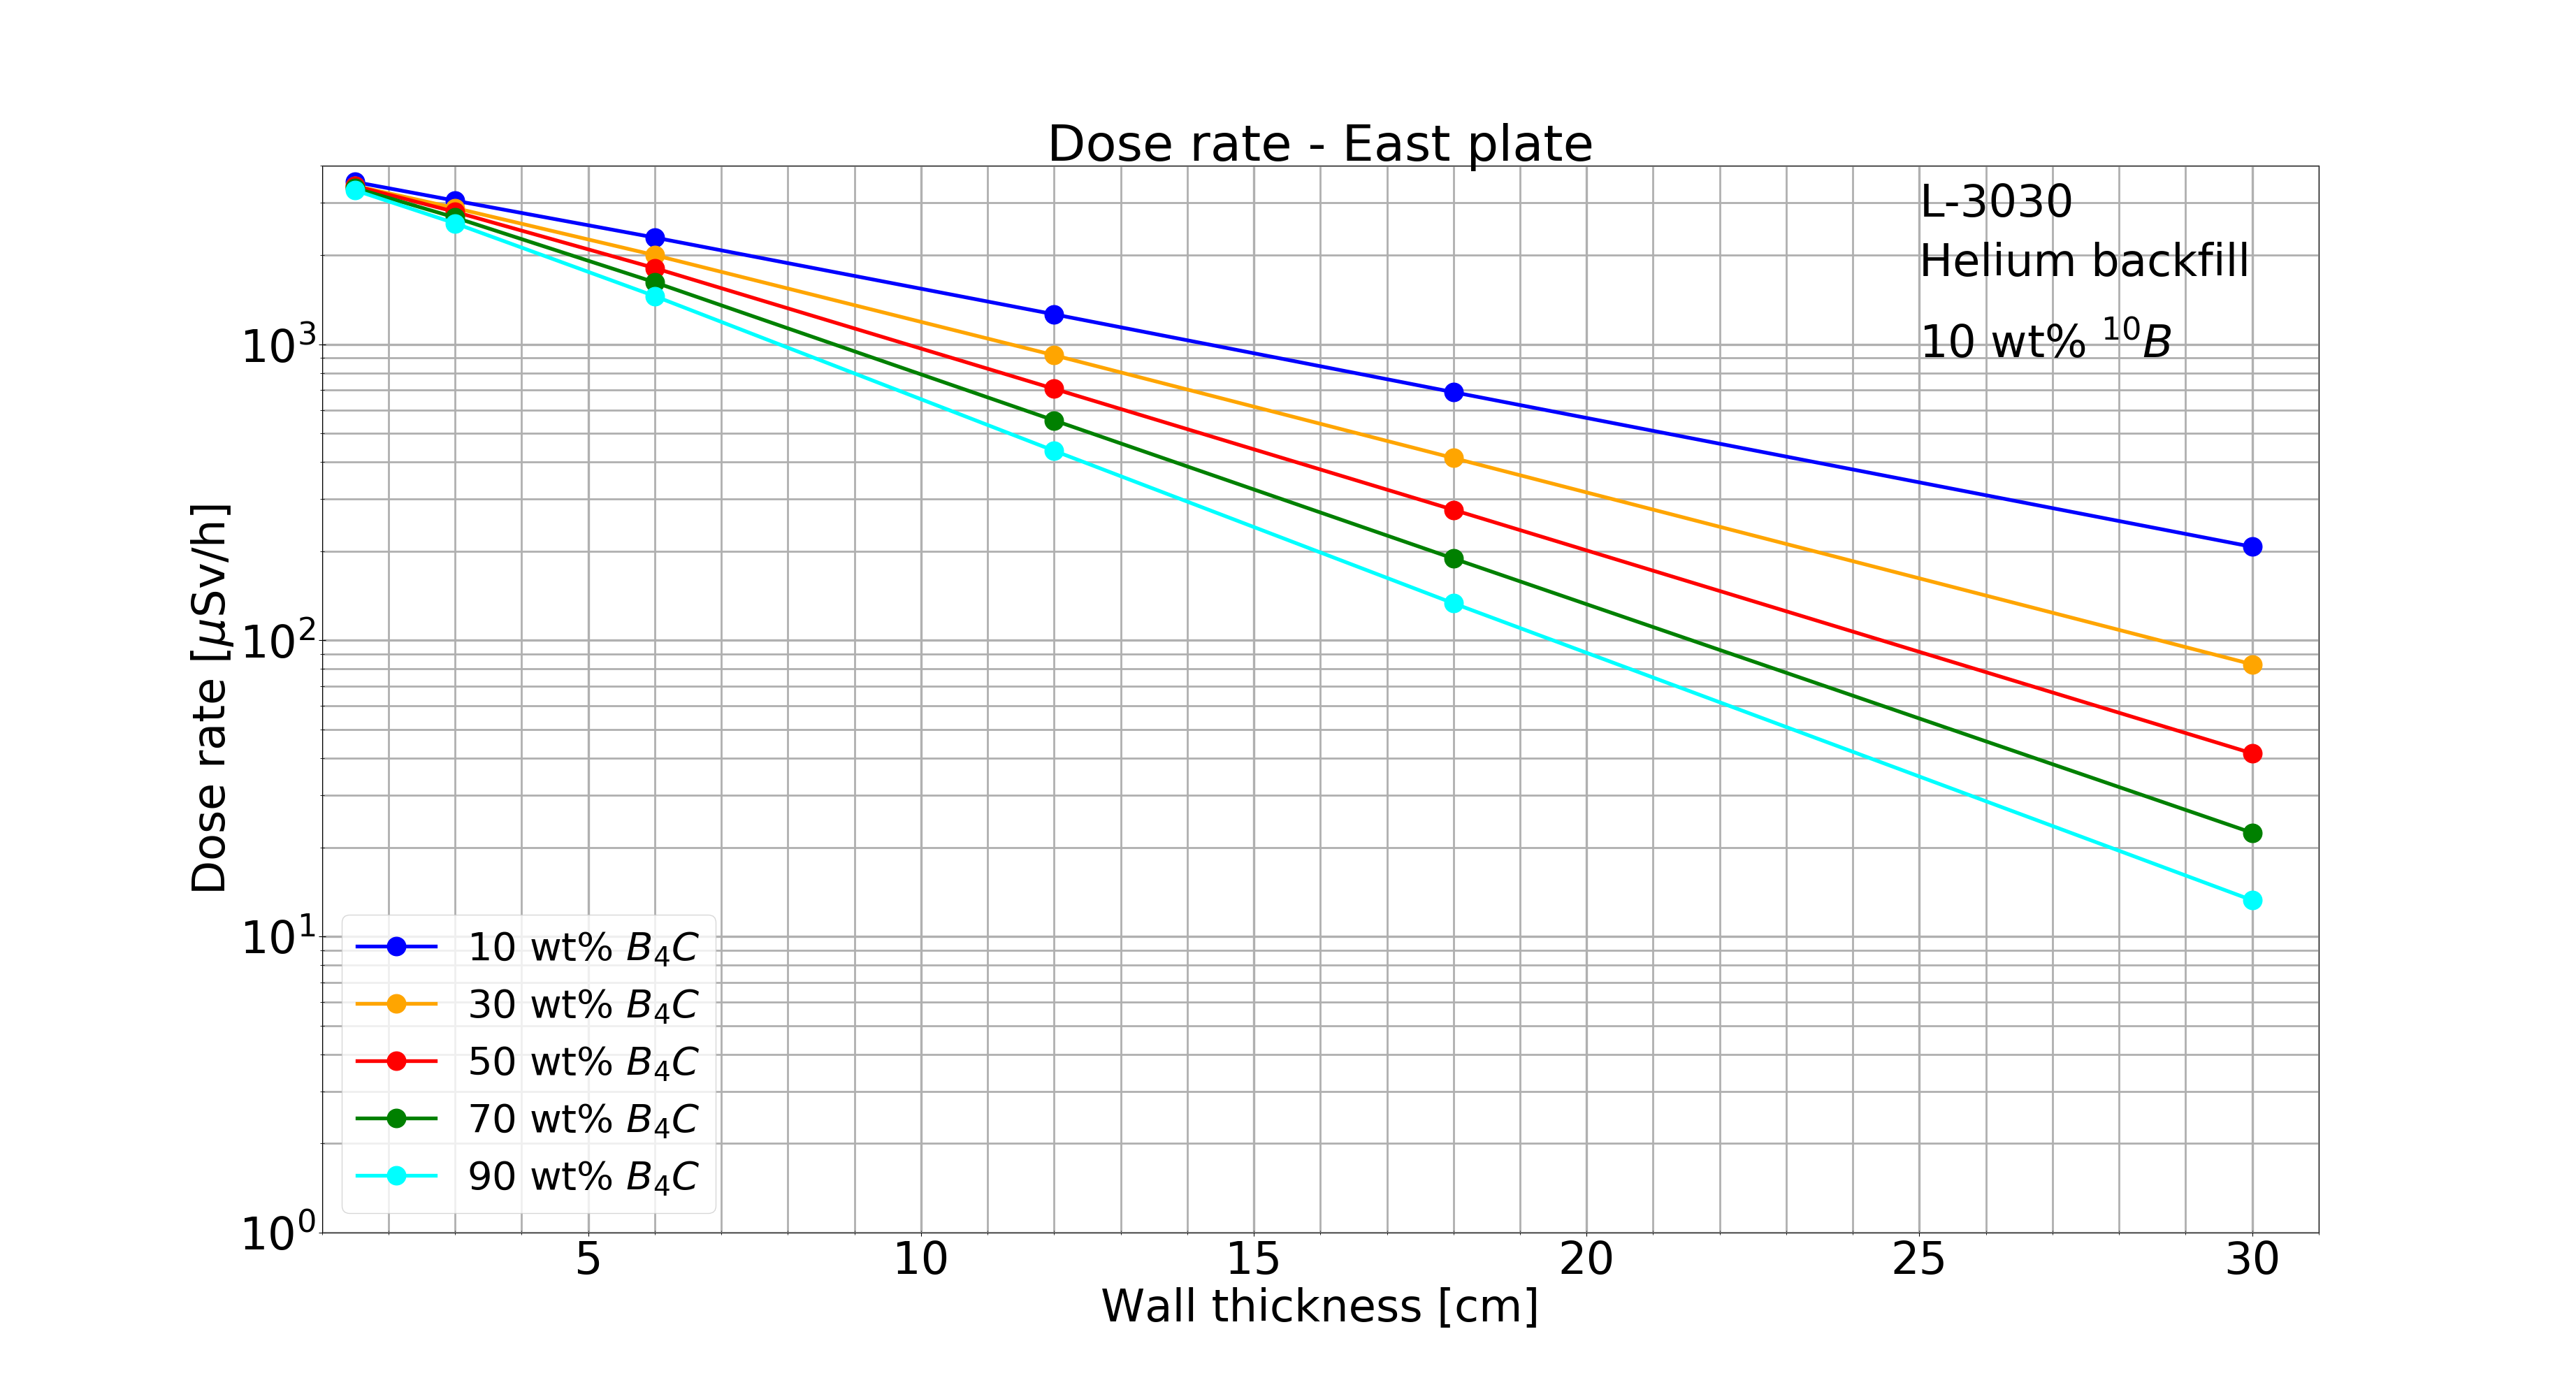 Dose rate - East plate
L-3030
Helium backfill
10 wt% ¹⁰B
Dose rate [μSv/h]
10³
10²
10¹
10⁰
10 wt% B₄C
30 wt% B₄C
50 wt% B₄C
70 wt% B₄C
90 wt% B₄C
5 10 15 20 25 30
Wall thickness [cm]